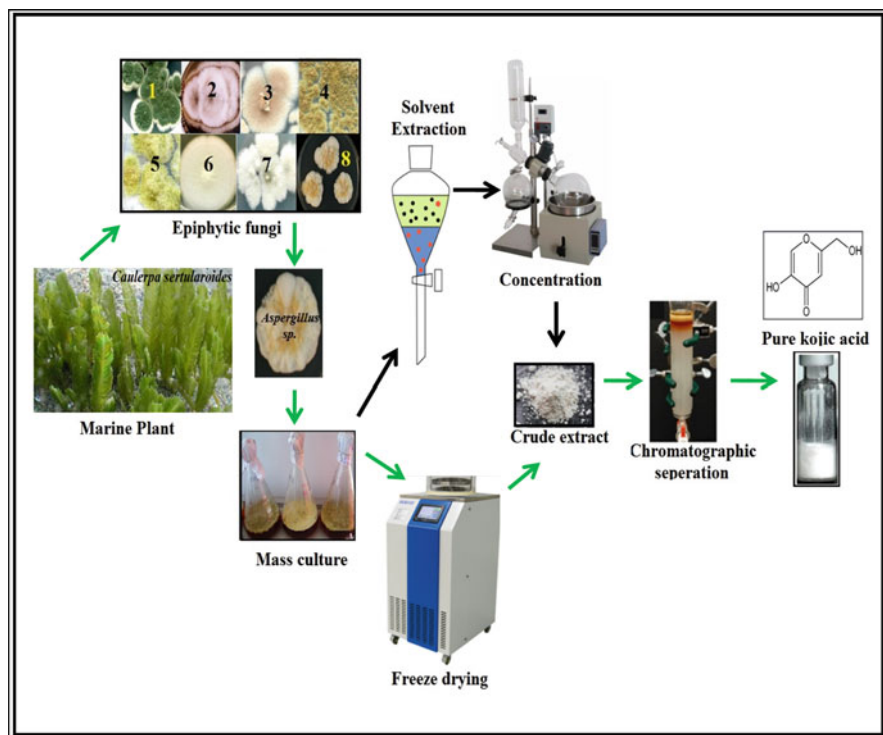 1
2
3
4
5
6
7
8
Epiphytic fungi
Solvent
Extraction
Concentration
Caulerpa sertularoides
Marine Plant
Aspergillus
sp.
Mass culture
Freeze drying
Crude extract
Chromatographic
seperation
O
OH
HO
O
Pure kojic acid